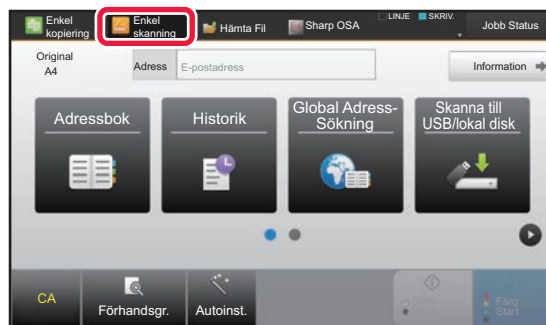 Enkel
kopiering
Enkel
skanning
Hämta Fil
Sharp OSA
LINJE
SKRIV.
Jobb Status
Original
A4
Adress
E-postadress
Information
Adressbok
Historik
Global Adress-
Sökning
Skanna till
USB/lokal disk
CA
Förhandsgr.
Autoinst.
Färg
Start